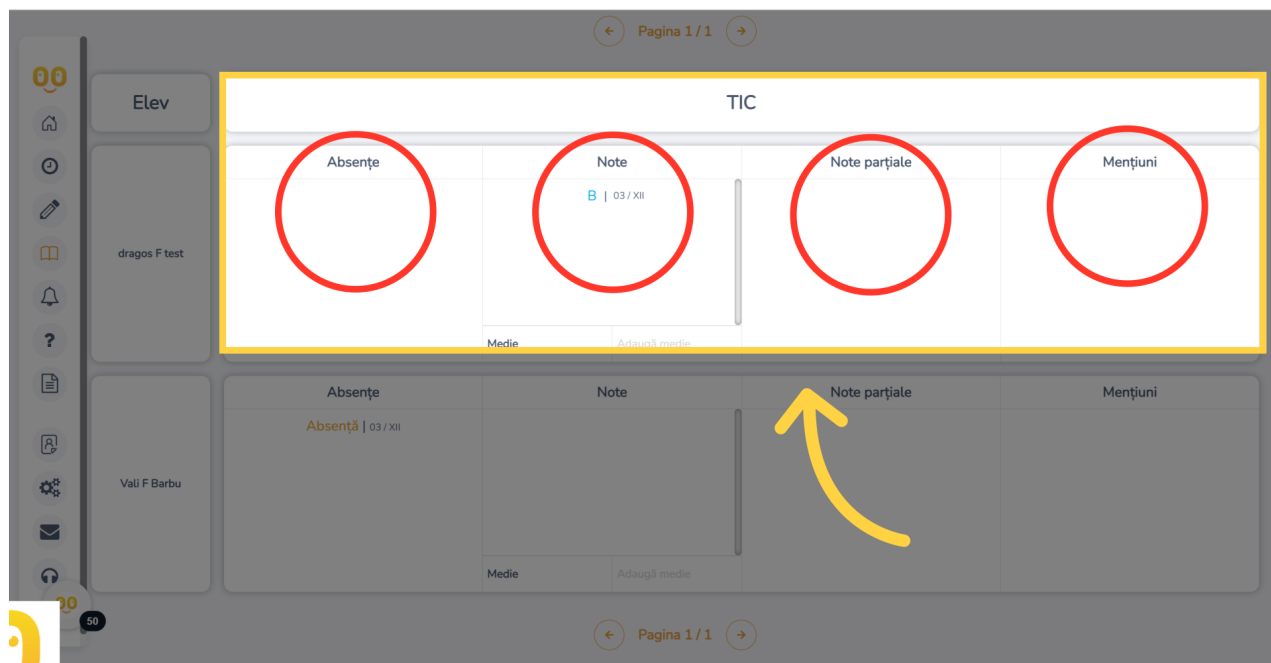 Pagina 1 / 1
Elev
TIC
Absențe
Note
Note parțiale
Mențiuni
B | 03 / XII
dragos F test
Medie
Adaugă medie
Absențe
Note
Note parțiale
Mențiuni
Absență | 03 / XII
Vali F Barbu
Medie
Adaugă medie
50
Pagina 1 / 1